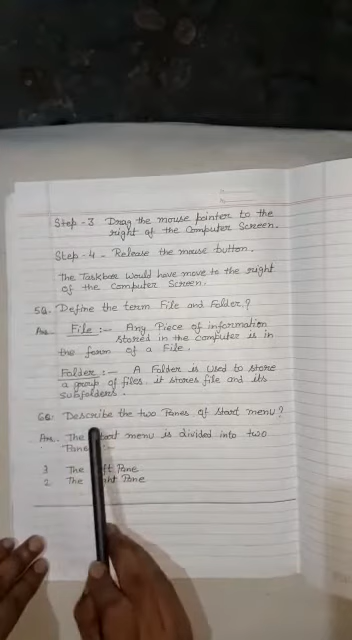 Step - 3 Drag the mouse pointer to the
right of the Computer Screen.
Step - 4 - Release the mouse button.
The Taskbar would have move to the right
of the Computer Screen.
5Q. Define the term File and Folder?
Ans. File :- Any Piece of information
stored in the computer is in
the form of a File.
Folder :- A Folder is used to store
a group of files. it stores file and its
subfolders.
6Q. Describe the two Panes of start menu?
Ans. The start menu is divided into two
Panes :-
The Pane
2 The Pane